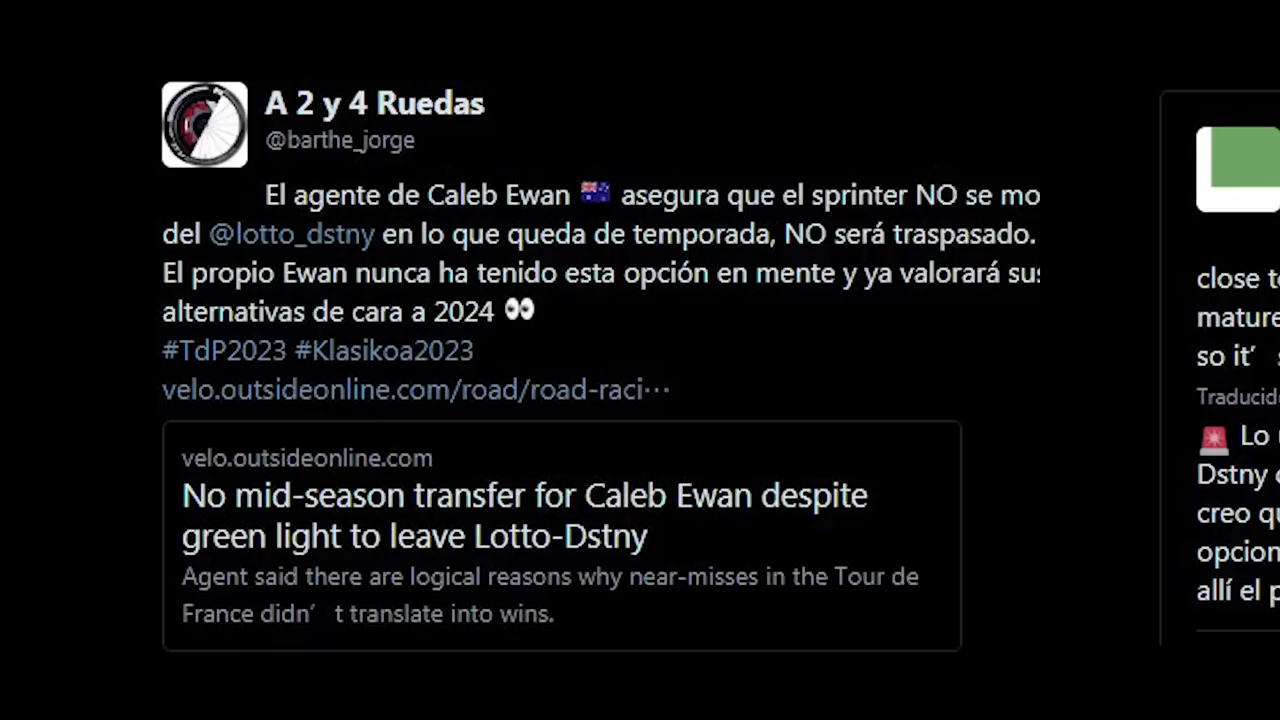 A 2 y 4 Ruedas
@barthe_jorge
El agente de Caleb Ewan asegura que el sprinter NO se mo
del @lotto_dstny en lo que queda de temporada, NO será traspasado.
El propio Ewan nunca ha tenido esta opción en mente y ya valorará sus
alternativas de cara a 2024 👀
#TdP2023 #Klasikoa2023
velo.outsideonline.com/road/road-raci···
velo.outsideonline.com
No mid-season transfer for Caleb Ewan despite
green light to leave Lotto-Dstny
Agent said there are logical reasons why near-misses in the Tour de
France didn’t translate into wins.
close
mature
so it’
Traducid
Lo
Dstny
creo
opcion
allí el